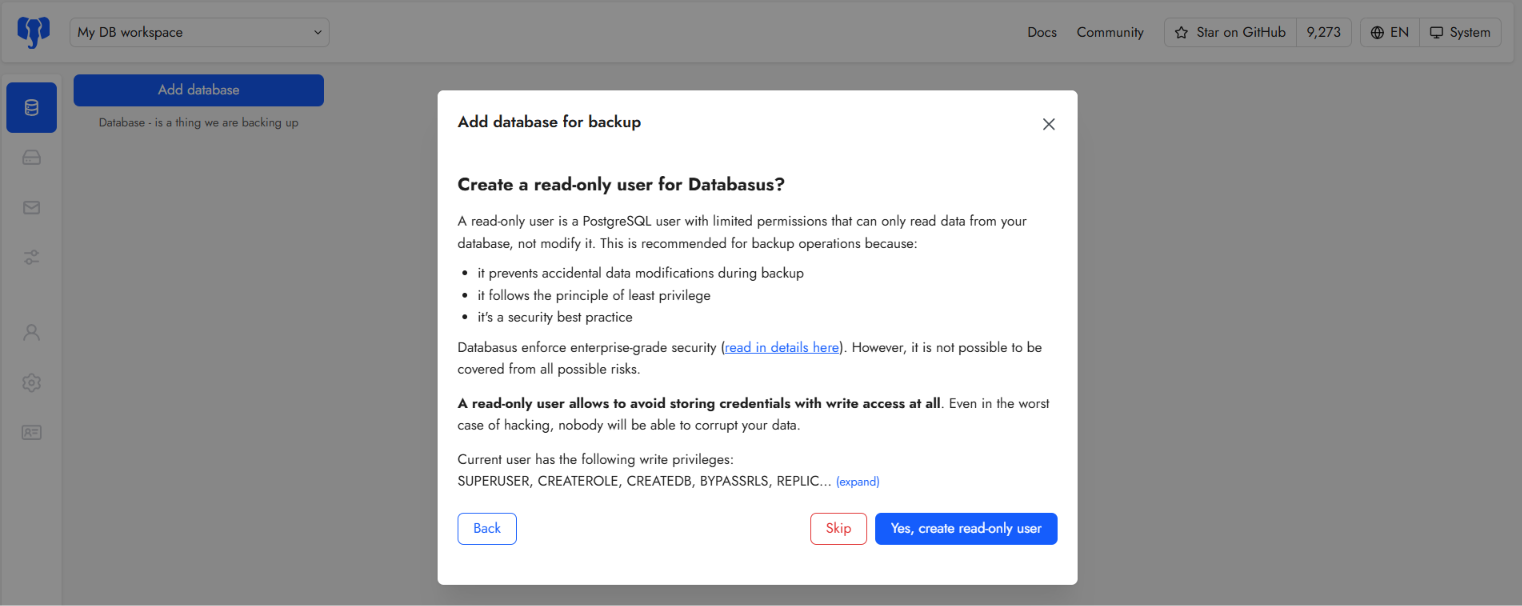 My DB workspace
Docs
Community
Star on GitHub
9,273
EN
System
Add database
Database - is a thing we are backing up
Add database for backup
Create a read-only user for Databasus?
A read-only user is a PostgreSQL user with limited permissions that can only read data from your
database, not modify it. This is recommended for backup operations because:
• it prevents accidental data modifications during backup
• it follows the principle of least privilege
• it's a security best practice
Databasus enforce enterprise-grade security (read in details here). However, it is not possible to be
covered from all possible risks.
A read-only user allows to avoid storing credentials with write access at all. Even in the worst
case of hacking, nobody will be able to corrupt your data.
Current user has the following write privileges:
SUPERUSER, CREATEROLE, CREATEDB, BYPASSRLS, REPLIC... (expand)
Back
Skip
Yes, create read-only user